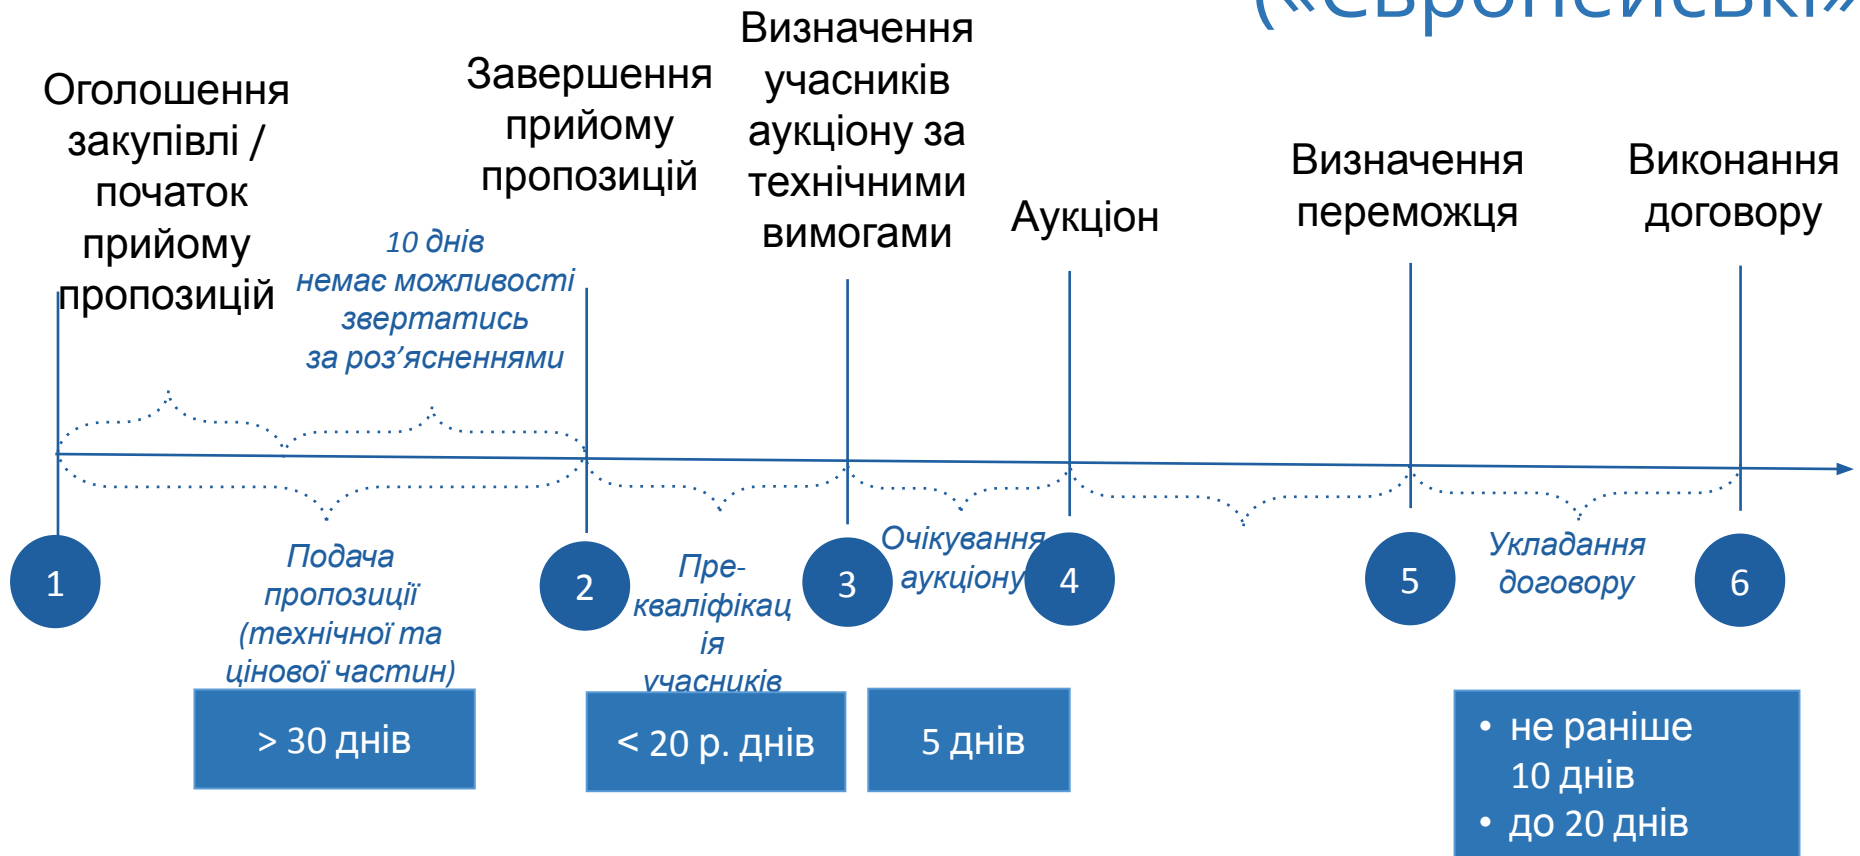 («Європейські»
Оголошення
закупівлі /
початок
прийому
пропозицій
10 днів
немає можливості
звертатись
за роз’ясненнями
Завершення
прийому
пропозицій
Визначення
учасників
аукціону за
технічними
вимогами
Аукціон
Визначення
переможця
Виконання
договору
1
Подача
пропозиції
(технічної та
цінової частин)
> 30 днів
2
Пре-
кваліфікац
ія
учасників
< 20 р. днів
3
Очікування
аукціону
5 днів
4
5
Укладання
договору
• не раніше
10 днів
• до 20 днів
6